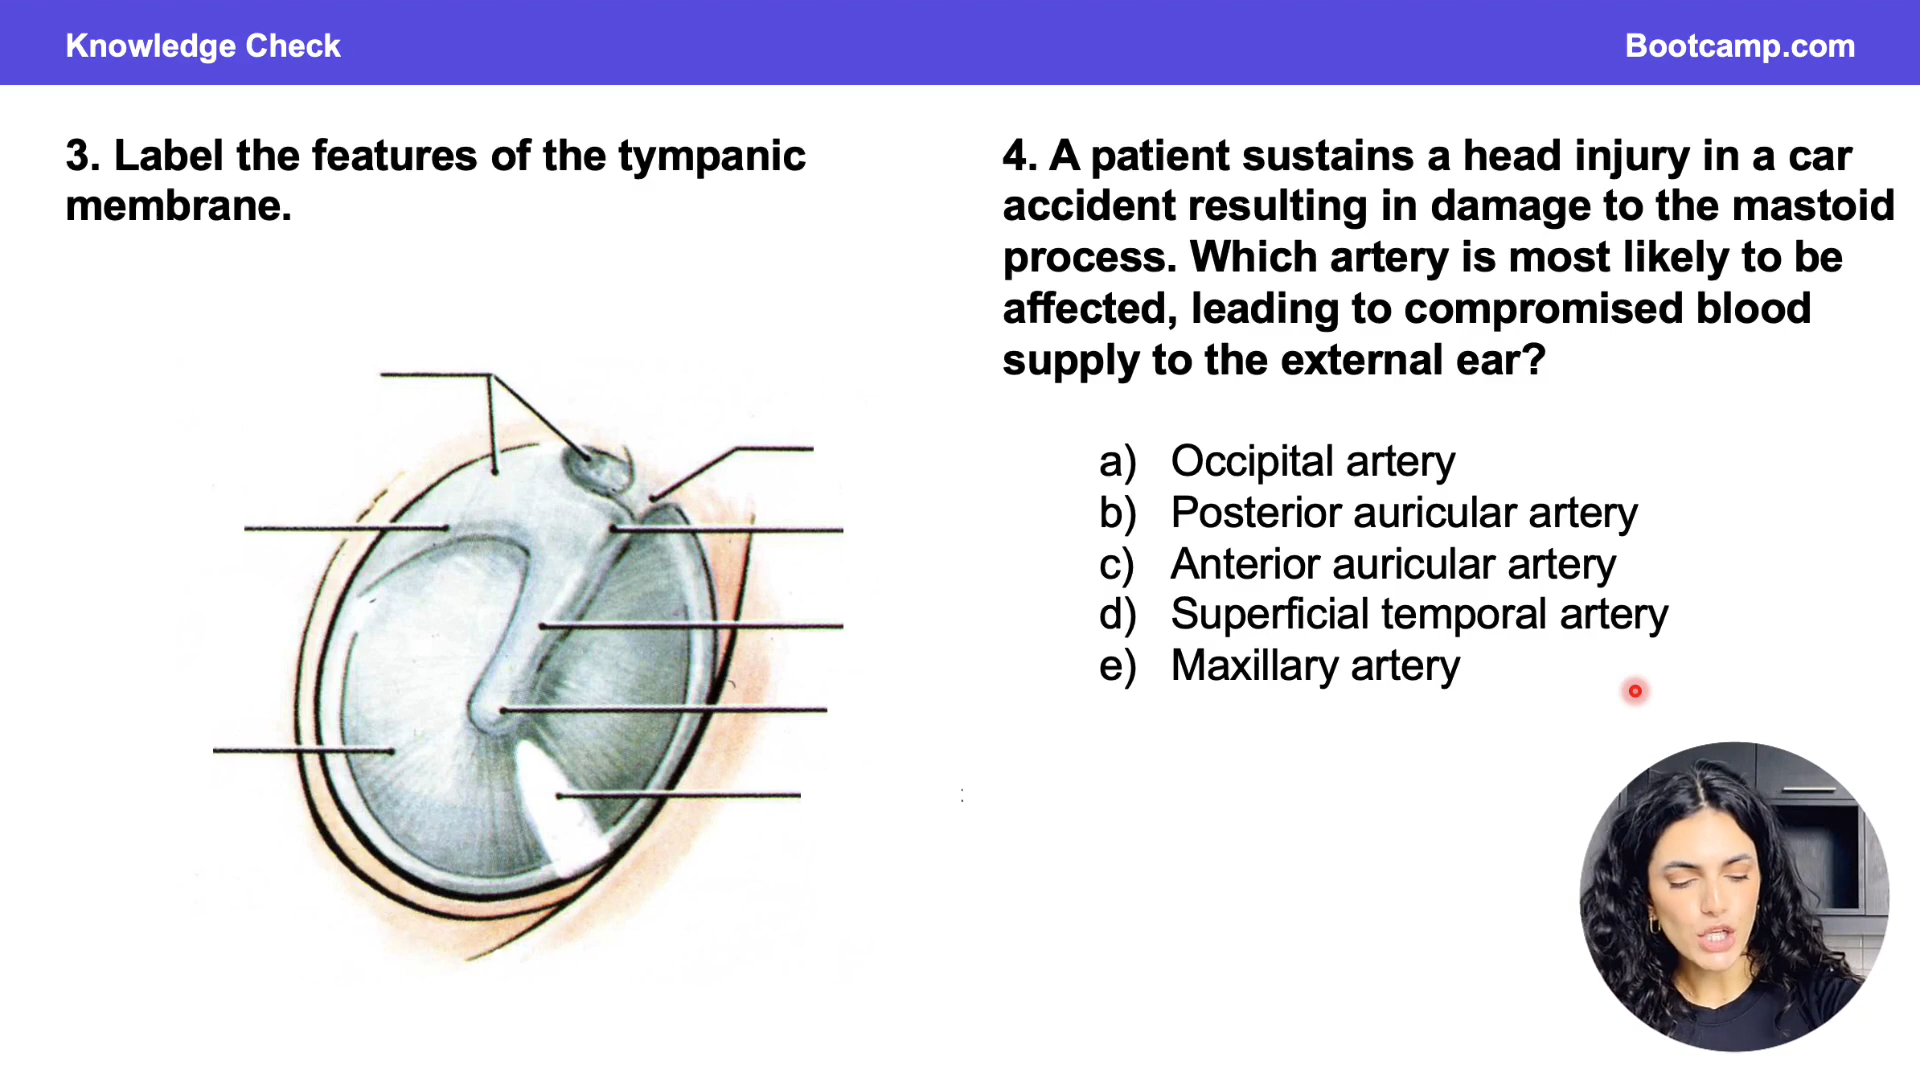 Knowledge Check
Bootcamp.com
3. Label the features of the tympanic
membrane.
4. A patient sustains a head injury in a car
accident resulting in damage to the mastoid
process. Which artery is most likely to be
affected, leading to compromised blood
supply to the external ear?
a) Occipital artery
b) Posterior auricular artery
c) Anterior auricular artery
d) Superficial temporal artery
e) Maxillary artery